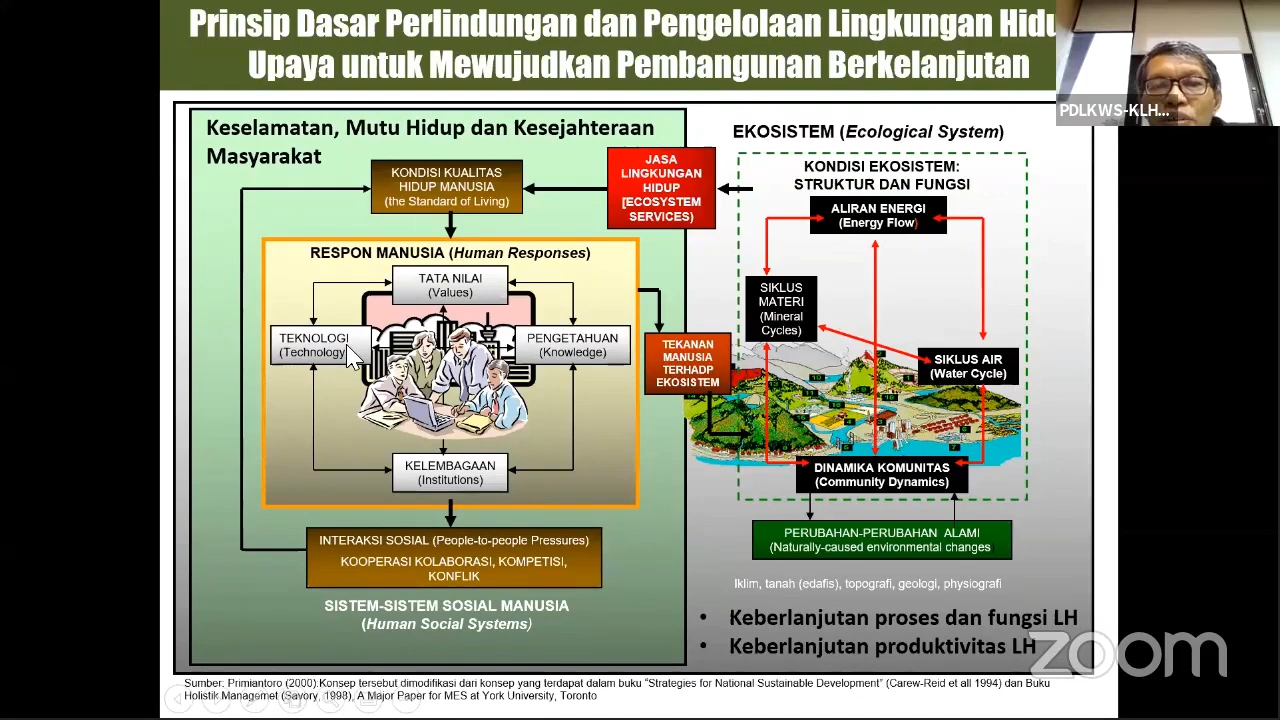 Prinsip Dasar Perlindungan dan Pengelolaan Lingkungan Hidu
Upaya untuk Mewujudkan Pembangunan Berkelanjutan
PDLKWS-KLH...
Keselamatan, Mutu Hidup dan Kesejahteraan
Masyarakat
KONDISI KUALITAS
HIDUP MANUSIA
(the Standard of Living)
JASA
LINGKUNGAN
HIDUP
[ECOSYSTEM
SERVICES)
RESPON MANUSIA (Human Responses)
TATA NILAI
(Values)
TEKNOLOGI
(Technology)
PENGETAHUAN
(Knowledge)
KELEMBAGAAN
(Institutions)
TEKANAN
MANUSIA
TERHADP
EKOSISTEM
INTERAKSI SOSIAL (People-to-people Pressures)
KOOPERASI KOLABORASI, KOMPETISI,
KONFLIK
SISTEM-SISTEM SOSIAL MANUSIA
(Human Social Systems)
EKOSISTEM (Ecological System)
KONDISI EKOSISTEM:
STRUKTUR DAN FUNGSI
ALIRAN ENERGI
(Energy Flow)
SIKLUS
MATERI
(Mineral
Cycles)
SIKLUS AIR
(Water Cycle)
DINAMIKA KOMUNITAS
(Community Dynamics)
PERUBAHAN-PERUBAHAN ALAMI
(Naturally-caused environmental changes
Iklim, tanah (edafis), topografi, geologi, physiografi
• Keberlanjutan proses dan fungsi LH
• Keberlanjutan produktivitas LH
zoom
Sumber: Primiantoro (2000).Konsep tersebut dimodifikasi dari konsep yang terdapat dalam buku "Strategies for National Sustainable Development" (Carew-Reid et all 1994) dan Buku
Holistik Managemet (Savory, 1998), A Major Paper for MES at York University, Toronto